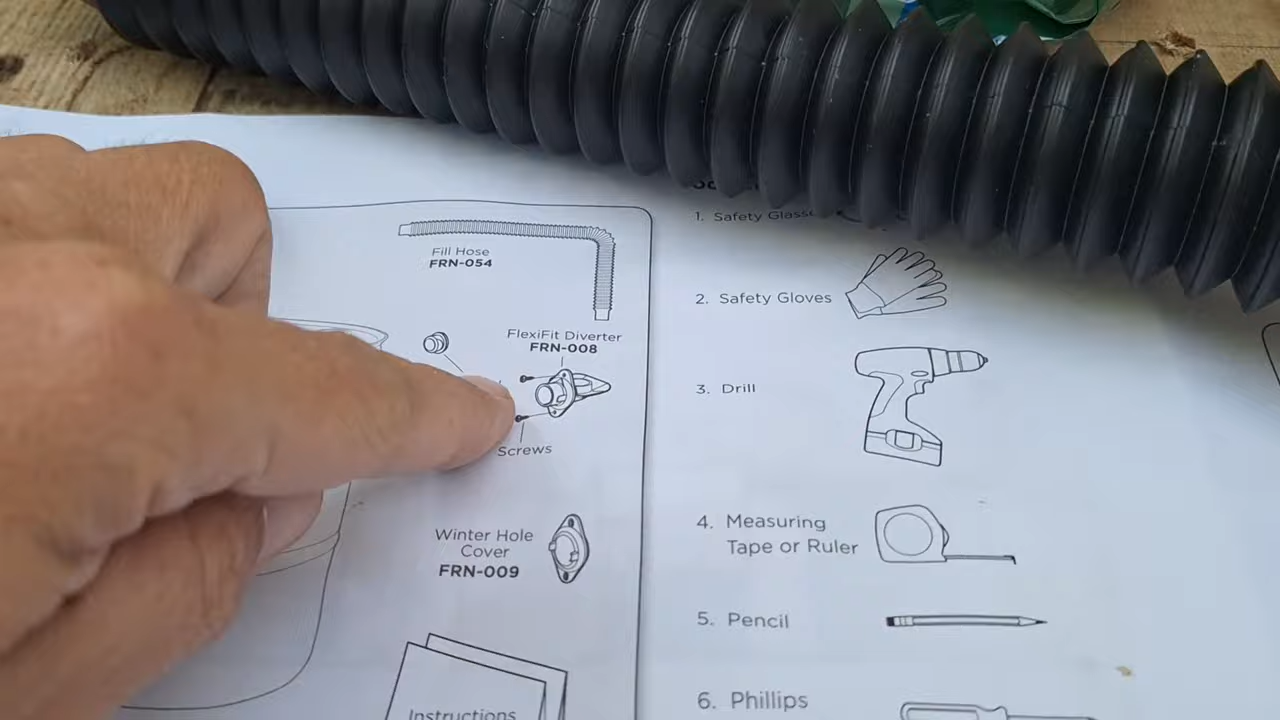 Fill Hose
FRN-054
FlexiFit Diverter
FRN-008
Screws
Winter Hole
Cover
FRN-009
Instructions
1. Safety
2. Safety Gloves
3. Drill
4. Measuring
Tape or Ruler
5. Pencil
6. Phillips